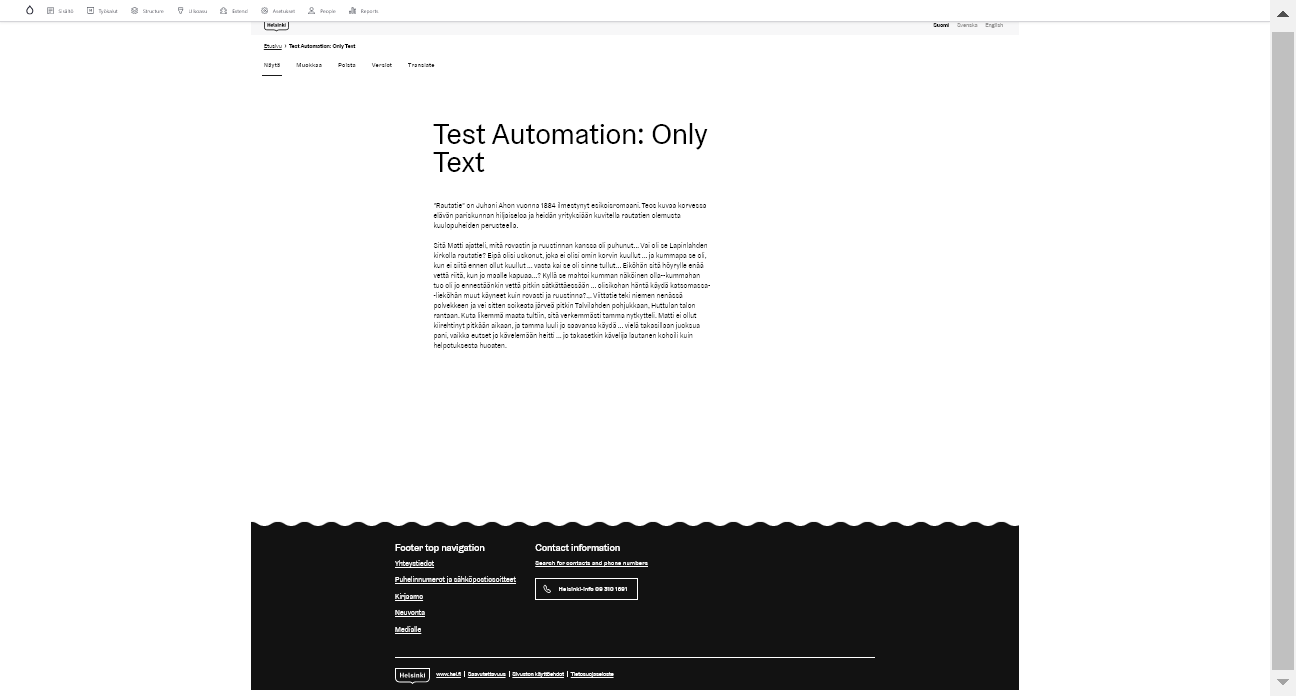 Sisältö Työkalut Structure Ulkoasu Extend Asetukset People Reports
Helsinki
Suomi Svenska English
Etusivu › Test Automation: Only Text
Näytä Muokkaa Poista Versiot Translate
Test Automation: Only
Text
"Rautatie" on Juhani Ahon vuonna 1884 ilmestynyt esikoisromaani. Teos kuvaa korvessa
elävän pariskunnan hiljaiseloa ja heidän yrityksiään kuvitella rautatien olemusta
kuulopuheiden perusteella.
Sitä Matti ajatteli, mitä rovastin ja ruustinnan kanssa oli puhunut... Vai oli se Lapinlahden
kirkolla rautatie? Eipä olisi uskonut, joka ei olisi omin korvin kuullut ... ja kummapa se oli,
kun ei siitä ennen ollut kuullut ... vasta kai se oli sinne tullut... Eiköhän sitä höyrylle enää
vettä riitä, kun jo maalle kapuaa...? Kyllä se mahtoi kumman näköinen olla--kummahan
tuo oli jo ennestäänkin vettä pitkin sätkättäessään ... olisikohan häntä käydä katsomassa-
-lieköhän muut käyneet kuin rovasti ja ruustinna?... Viittatie teki niemen nenässä
polvekkeen ja vei sitten soikeata järveä pitkin Talvilahden pohjukkaan, Huttulan talon
rantaan. Kuta likemmä maata tultiin, sitä verkemmästi tamma nytkytteli. Matti ei ollut
kiirehtinyt pitkään aikaan, ja tamma luuli jo saavansa käydä ... vielä takasillaan juoksua
pani, vaikka eutset jo kävelemään heitti ... jo takasetkin kävelijä lautanen koholli kuin
helpotuksesta huoaten.
Footer top navigation
Yhteystiedot
Puhelinnumerot ja sähköpostiosoitteet
Kirjaamo
Neuvonta
Medialle
Contact information
Search for contacts and phone numbers
Helsinki-info 09 310 1691
Helsinki
www.hel.fi Saavutettavuus Sivuston käyttöehdot Tietosuojaseloste